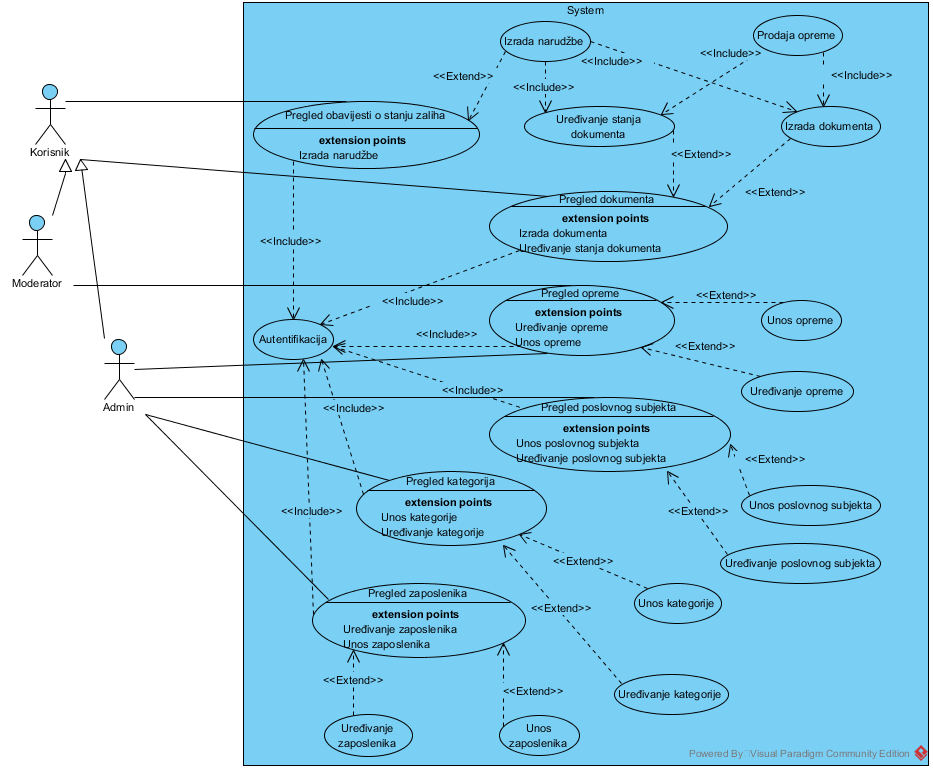 System
Izrada narudžbe
Prodaja opreme
<<Include>>
<<Include>>
<<Extend>>
<<Include>>
<<Include>>
Korisnik
Pregled obavijesti o stanju zaliha
extension points
Izrada narudžbe
Uređivanje stanja
dokumenta
Izrada dokumenta
<<Extend>>
<<Extend>>
Pregled dokumenta
extension points
Izrada dokumenta
Uređivanje stanja dokumenta
<<Include>>
Moderator
<<Include>>
Pregled opreme
extension points
Uređivanje opreme
Unos opreme
<<Extend>>
Unos opreme
Autentifikacija
<<Include>>
<<Extend>>
Uređivanje opreme
Admin
<<Include>>
<<Include>>
Pregled poslovnog subjekta
extension points
Unos poslovnog subjekta
Uređivanje poslovnog subjekta
<<Extend>>
Unos poslovnog subjekta
Pregled kategorija
extension points
Unos kategorije
Uređivanje kategorije
<<Include>>
<<Extend>>
Uređivanje poslovnog subjekta
<<Extend>>
Unos kategorije
Pregled zaposlenika
extension points
Uređivanje zaposlenika
Unos zaposlenika
<<Extend>>
<<Extend>>
<<Extend>>
Uređivanje kategorije
Uređivanje
zaposlenika
Unos
zaposlenika
Powered By Visual Paradigm Community Edition